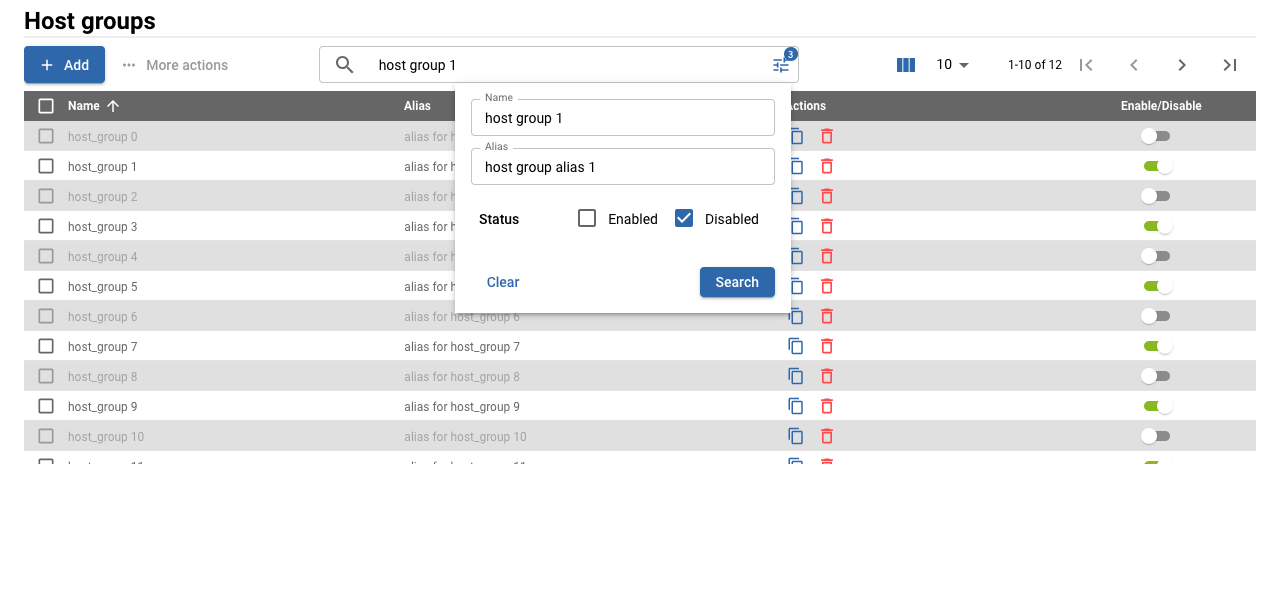 Host groups
Add
More actions
host group 1
3
10
1-10 of 12
Name
Alias
Actions
Enable/Disable
host_group 0
alias for h
host_group 1
alias for h
host_group 2
alias for h
host_group 3
alias for h
host_group 4
alias for h
host_group 5
alias for h
host_group 6
alias for host_group 6
host_group 7
alias for host_group 7
host_group 8
alias for host_group 8
host_group 9
alias for host_group 9
host_group 10
alias for host_group 10
Name
host group 1
Alias
host group alias 1
Status
Enabled
Disabled
Clear
Search